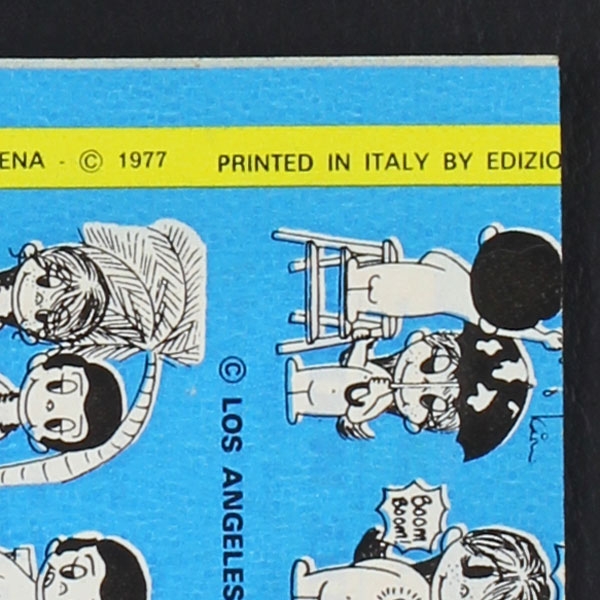 ENA - © 1977 PRINTED IN ITALY BY EDIZIO
© LOS ANGELES
BOOM
BOOM!